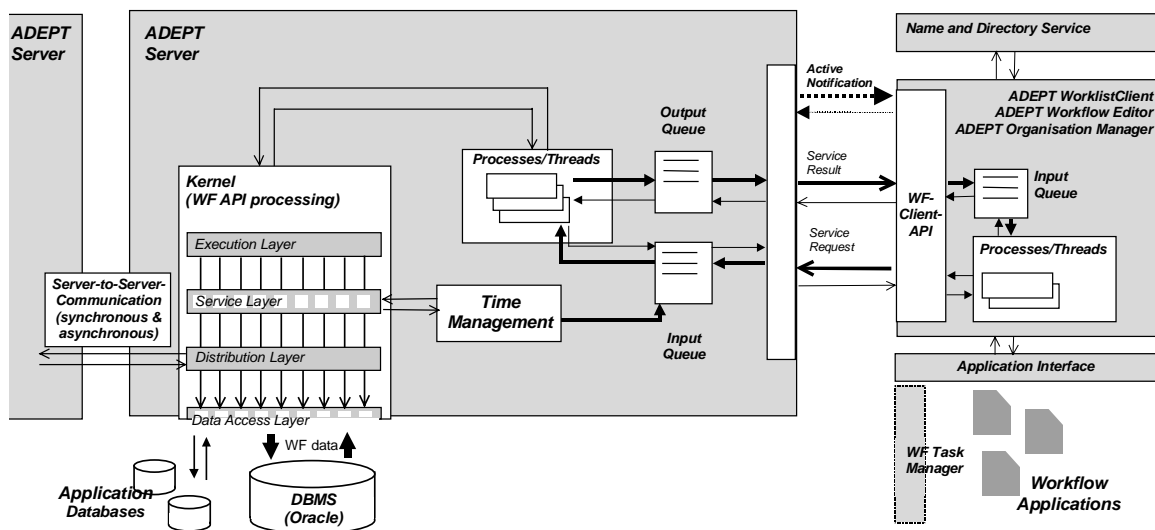 ADEPT
Server
ADEPT
Server
Name and Directory Service
Active
Notification
ADEPT WorklistClient
ADEPT Workflow Editor
ADEPT Organisation Manager
Output
Queue
Processes/Threads
Kernel
(WF API processing)
Service
Result
Input
Queue
WF-
Client-
API
Execution Layer
Service
Request
Processes/Threads
Server-to-Server-
Communication
(synchronous &
asynchronous)
Service Layer
Time
Management
Input
Queue
Distribution Layer
Application Interface
Data Access Layer
WF data
WF Task
Manager
Application
Databases
DBMS
(Oracle)
Workflow
Applications